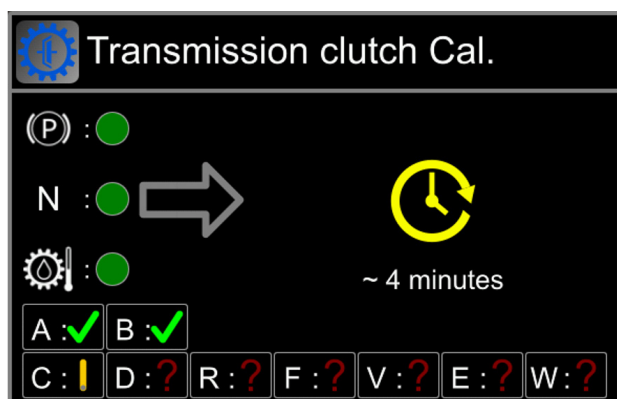 Transmission clutch Cal.
(P) :
N :
:
~ 4 minutes
A : B :
C : D :? R :? F :? V :? E :? W :?